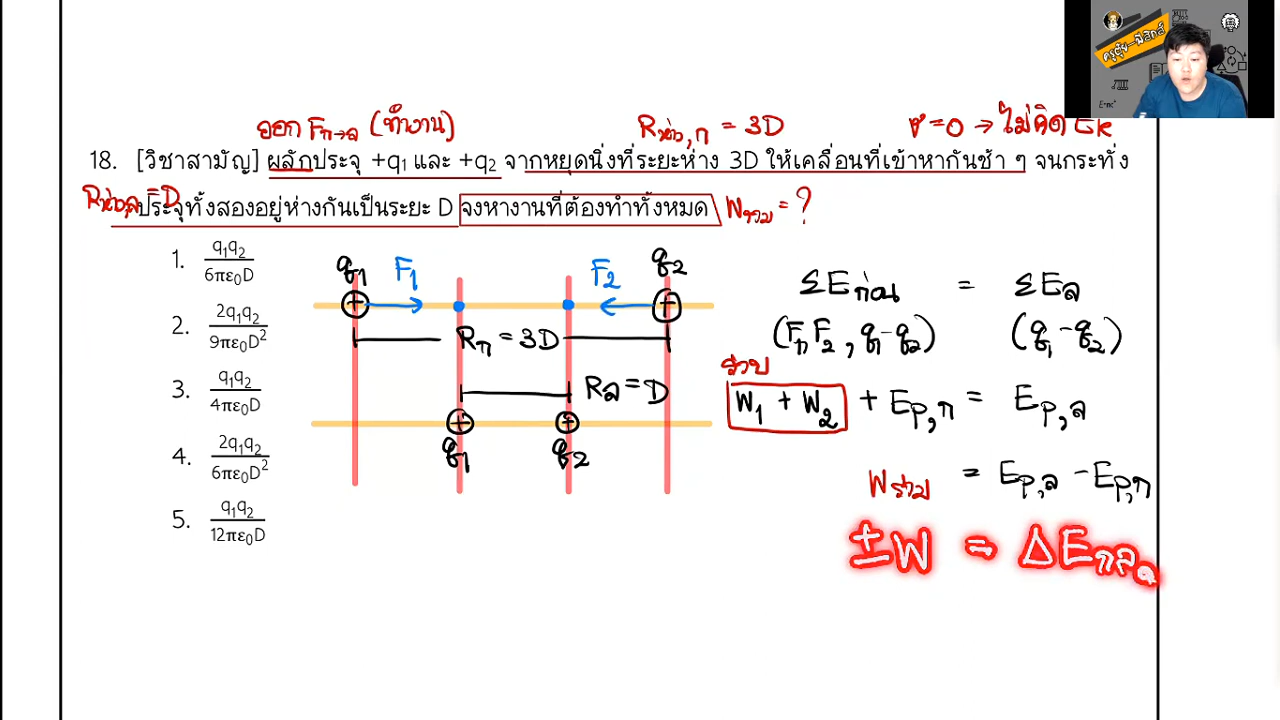 ครูตุ้ย-ฟิสิกส์
ออก Fก→ล (ทำงาน)
Rห่าง,ก = 3D
v=0 → ไม่คิด Ek
18. [วิชาสามัญ] ผลักประจุ +q₁ และ +q₂ จากหยุดนิ่งที่ระยะห่าง 3D ให้เคลื่อนที่เข้าหากันช้า ๆ จนกระทั่ง
Rห่าง,ล = D
ประจุทั้งสองอยู่ห่างกันเป็นระยะ D จงหางานที่ต้องทำทั้งหมด Wรวม = ?
1. q₁q₂/6πε₀D
2. 2q₁q₂/9πε₀D²
3. q₁q₂/4πε₀D
4. 2q₁q₂/6πε₀D²
5. q₁q₂/12πε₀D
q₁ F₁ F₂ q₂
+ +
Rก = 3D
Rล = D
+ +
q₁ q₂
ΣEก่อน = ΣEล
(F₁,F₂, q₁-q₂) (q₁-q₂)
รวม
W₁ + W₂ + Ep,ก = Ep,ล
Wรวม = Ep,ล - Ep,ก
±W = ΔEกล